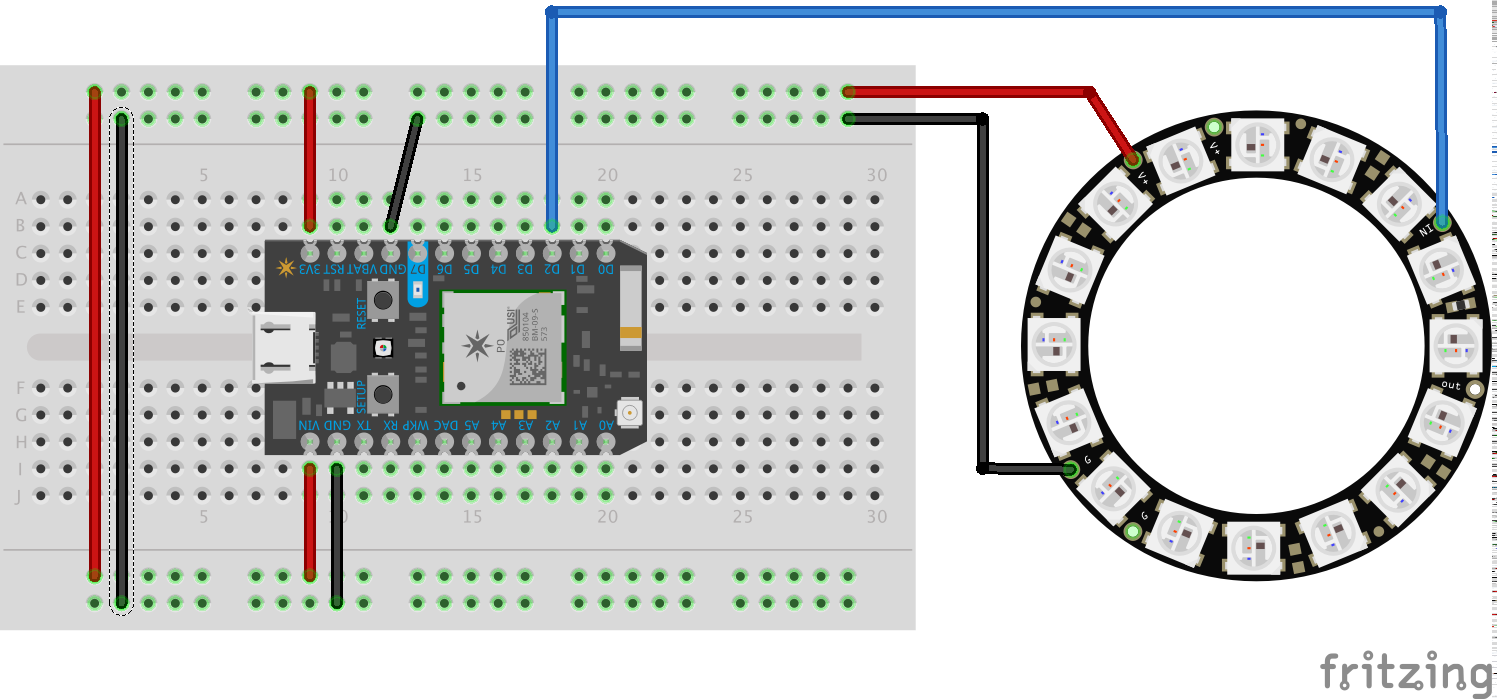 5 10 15 20 25 30
A
B
C
D
E
F
G
H
I
J
3V3 RST VBAT GND D7 D6 D5 D4 D3 D2 D1 D0
RESET
SETUP
P0
USI
850104
BM-09-S
573
VIN GND TX RX WKP DAC A5 A4 A3 A2 A1 A0
5 10 15 20 25 30
V+
V+
IN
out
G
G
fritzing